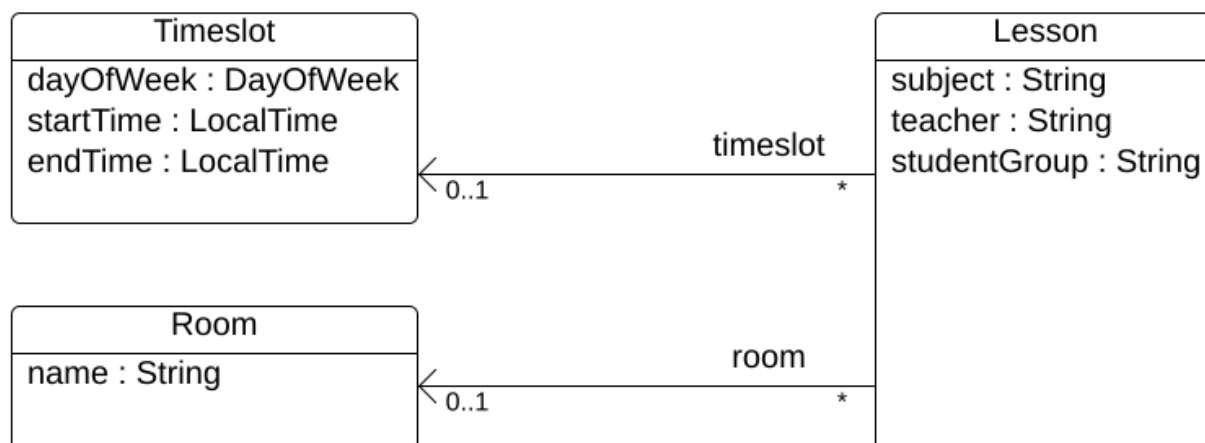 Timeslot
dayOfWeek : DayOfWeek
startTime : LocalTime
endTime : LocalTime
Lesson
subject : String
teacher : String
studentGroup : String
timeslot
0..1
*
Room
name : String
room
0..1
*